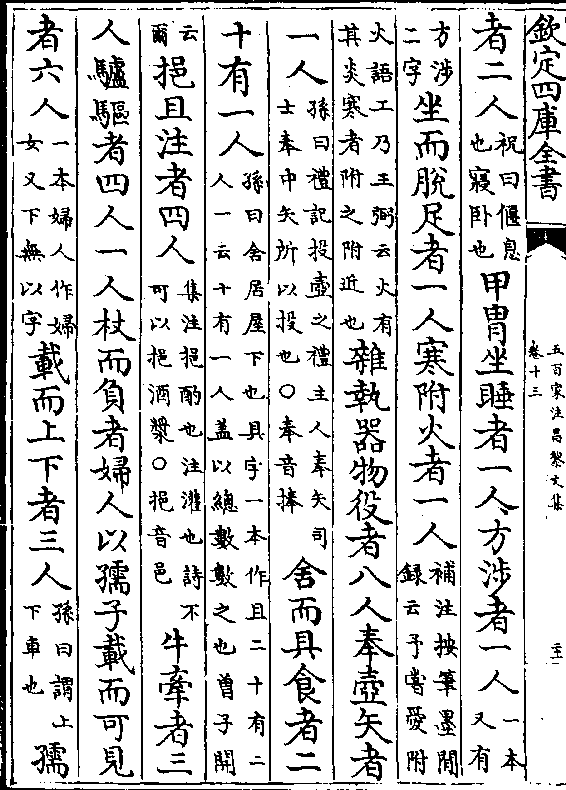 欽定四庫全書
五百家注昌黎文集
卷十三
者二人祝曰偃息也寢卧也甲胄坐睡者一人方涉者一人一本又有
方涉二字坐而脫足者一人寒附火者一人補注按筆墨閒録云予嘗愛附
火語工乃王弼云火有其炎寒者附之附近也雜執器物役者八人奉壺矢者
一人孫曰禮記投壺之禮主人奉矢司士奉中矢所以投也○奉音捧舍而具食者二
十有一人孫曰舍居屋下也具字一本作且二十有二人一云十有一人蓋以總數數之也曾子開
云爾挹且注者四人集注挹酌也注灌也詩不可以挹酒漿○挹音邑牛牽者三
人驢驅者四人一人杖而負者婦人以孺子載而可見
者六人一本婦人作婦女又下無以字載而上下者三人孫曰謂上下車也孺